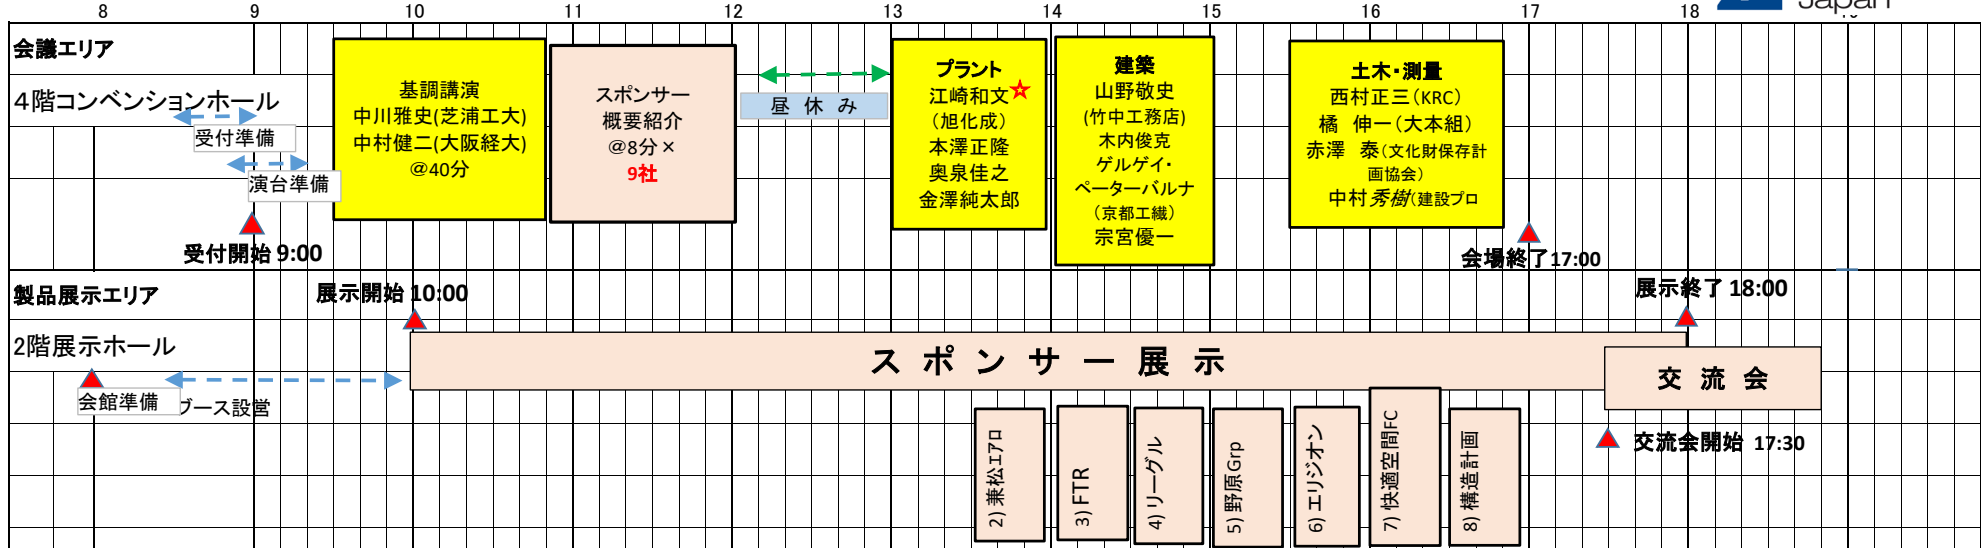 8 9 10 11 12 13 14 15 16 17 18
Japan
会議エリア
4階コンベンションホール
受付準備
演台準備
受付開始 9:00
基調講演
中川雅史(芝浦工大)
中村健二(大阪経大)
@40分
スポンサー
概要紹介
@8分×
9社
昼 休 み
プラント
江崎和文☆
（旭化成）
本澤正隆
奥泉佳之
金澤純太郎
建築
山野敬史
(竹中工務店)
木内俊克
ゲルゲイ・
ペーターバルナ
（京都工繊）
宗宮優一
土木・測量
西村正三（KRC）
橘 伸一（大本組）
赤澤 泰（文化財保存計
画協会）
中村秀樹（建設プロ
会場終了17:00
製品展示エリア
展示開始 10:00
展示終了 18:00
2階展示ホール
スポンサー展示
会館準備
ブース設営
交 流 会
交流会開始 17:30
2) 兼松エアロ
3) FTR
4) リーグル
5) 野原Grp
6) エリジオン
7) 快適空間FC
8) 構造計画